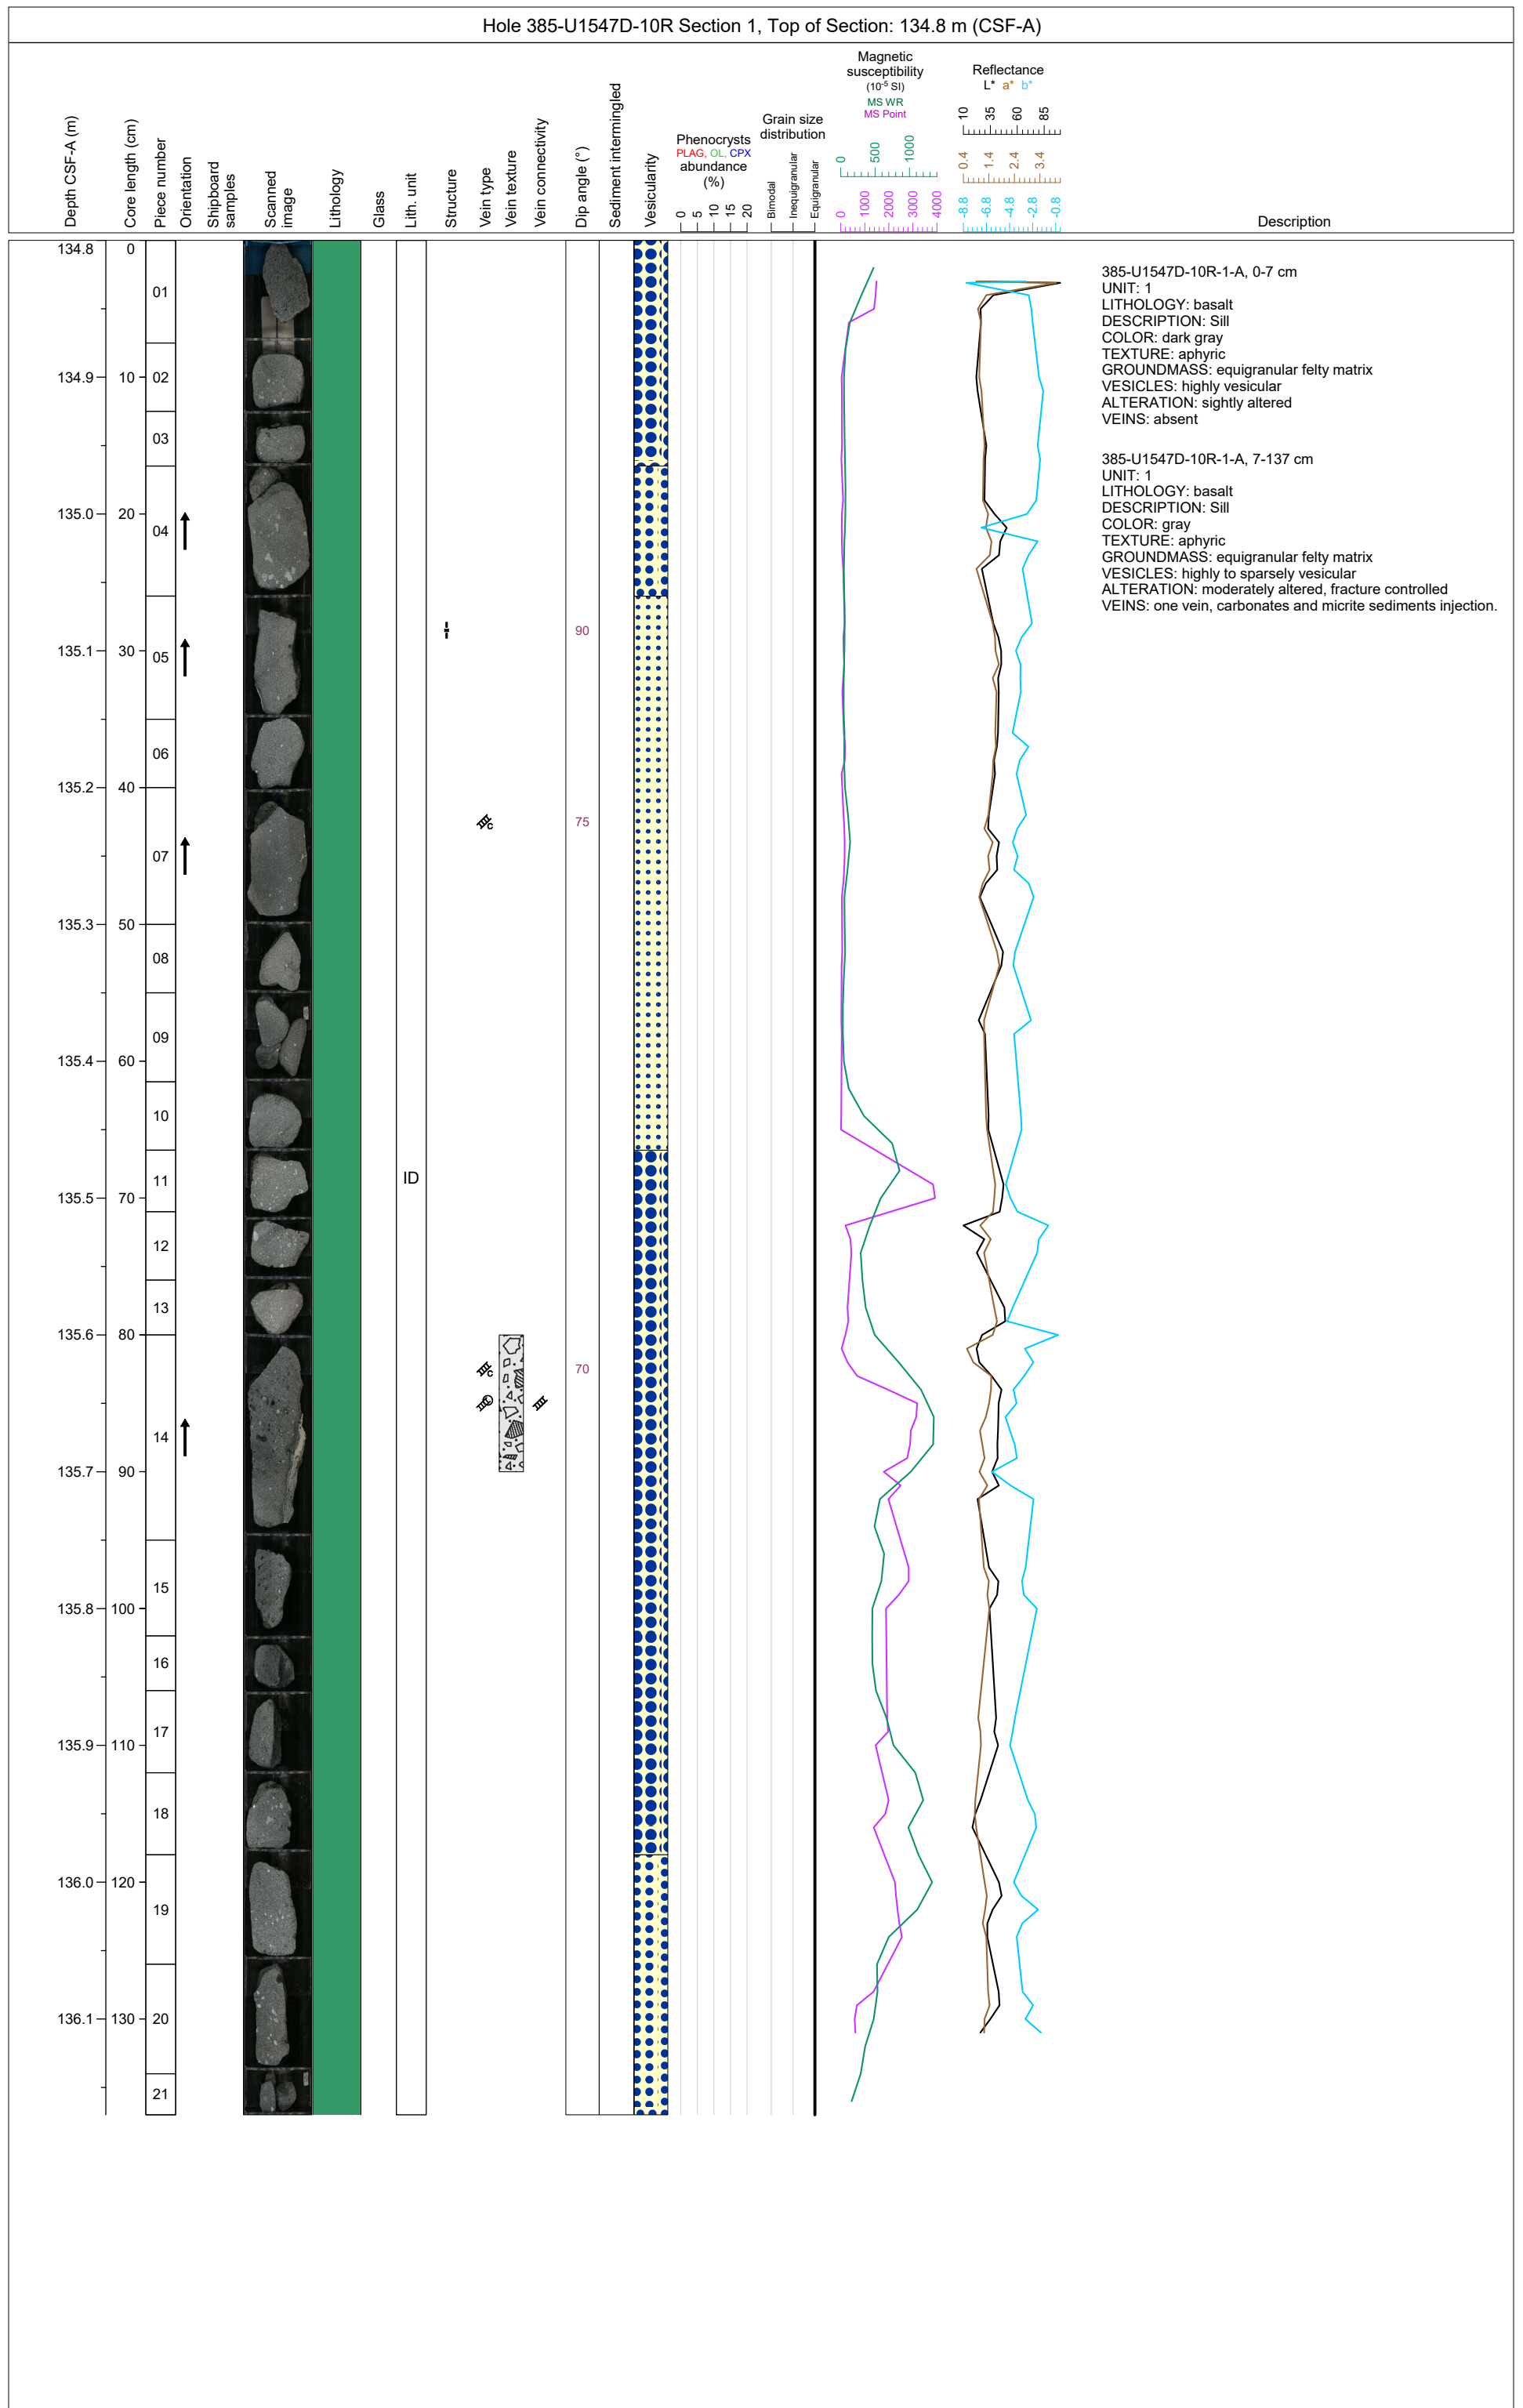 Hole 385-U1547D-10R Section 1, Top of Section: 134.8 m (CSF-A)
Depth CSF-A (m)
Core length (cm)
Piece number
Orientation
Shipboard
samples
Scanned
image
Lithology
Glass
Lith. unit
Structure
Vein type
Vein texture
Vein connectivity
Dip angle (°)
Sediment intermingled
Vesicularity
Phenocrysts
PLAG, OL, CPX
abundance
(%)
0 5 10 15 20
Grain size
distribution
Bimodal
Inequigranular
Equigranular
Magnetic
susceptibility
(10-5 SI)
MS WR
MS Point
0 500 1000
0 1000 2000 3000 4000
Reflectance
L* a* b*
10 35 60 85
0.4 1.4 2.4 3.4
-8.8 -6.8 -4.8 -2.8 -0.8
Description
134.8 0
01
134.9 10 02
03
135.0 20
04
90
135.1 30 05
06
135.2 40
75
07
135.3 50
08
09
135.4 60
10
11 ID
135.5 70
12
13
135.6 80
C 70
C
14
135.7 90
15
135.8 100
16
17
135.9 110
18
136.0 120
19
136.1 130 20
21
385-U1547D-10R-1-A, 0-7 cm
UNIT: 1
LITHOLOGY: basalt
DESCRIPTION: Sill
COLOR: dark gray
TEXTURE: aphyric
GROUNDMASS: equigranular felty matrix
VESICLES: highly vesicular
ALTERATION: sightly altered
VEINS: absent
385-U1547D-10R-1-A, 7-137 cm
UNIT: 1
LITHOLOGY: basalt
DESCRIPTION: Sill
COLOR: gray
TEXTURE: aphyric
GROUNDMASS: equigranular felty matrix
VESICLES: highly to sparsely vesicular
ALTERATION: moderately altered, fracture controlled
VEINS: one vein, carbonates and micrite sediments injection.